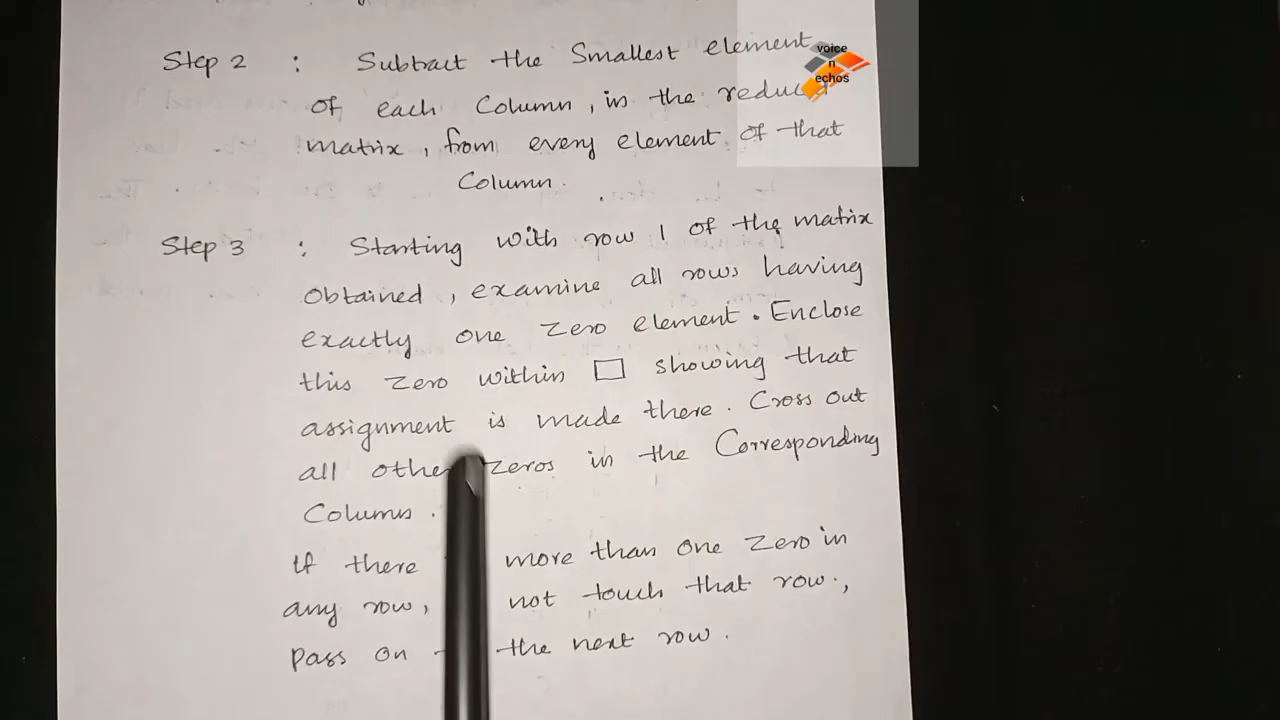 Step 2 : Subtract the Smallest element
of each Column, in the reduced
matrix, from every element of that
Column.
Step 3 : Starting with row 1 of the matrix
obtained, examine all rows having
exactly one zero element. Enclose
this zero within □ showing that
assignment is made there. Cross out
all other zeros in the Corresponding
Column.
If there more than one zero in
any row, not touch that row.,
pass on the next row.
voice
n
echos